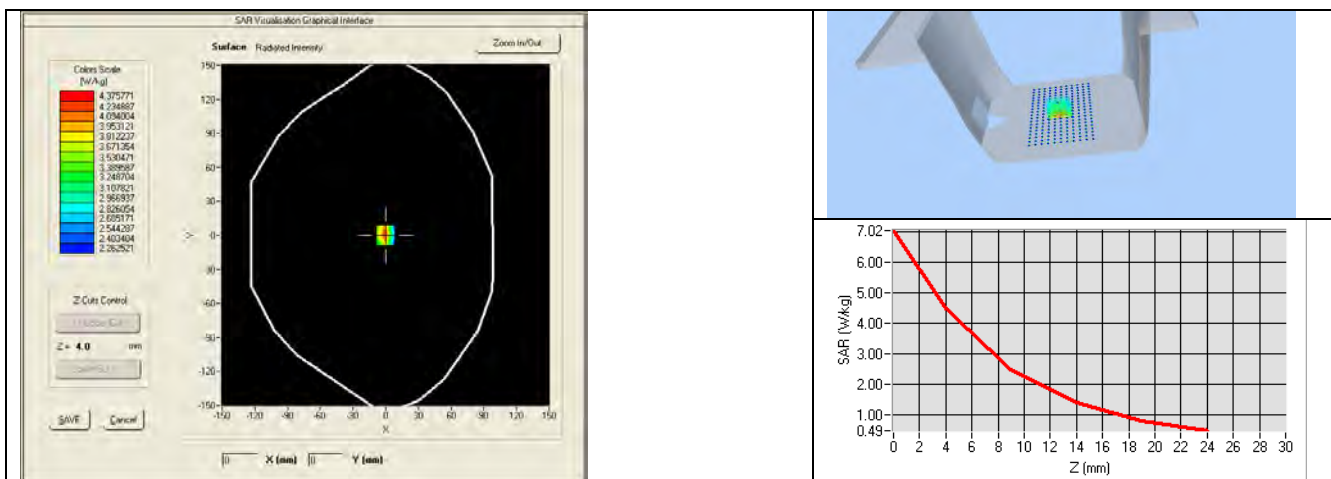 SAR Visualisation Graphical Interface
Surface Radiated Intensity
Zoom In/Out
Colors Scale
(W/kg)
4.375771
4.234887
4.094004
3.953121
3.812237
3.671354
3.530471
3.389587
3.248704
3.107821
2.966937
2.826054
2.685171
2.544287
2.403404
2.262521
Z Cuts Control
Z = 4.0 mm
SAVE
Cancel
150
120
90
60
30
0
-30
-60
-90
-120
-150
Y
-150 -120 -90 -60 -30 0 30 60 90 120 150
X
0 X (mm) 0 Y (mm)
7.02
6.00
5.00
4.00
3.00
2.00
1.00
0.49
SAR (W/kg)
0 2 4 6 8 10 12 14 16 18 20 22 24 26 28 30
Z (mm)